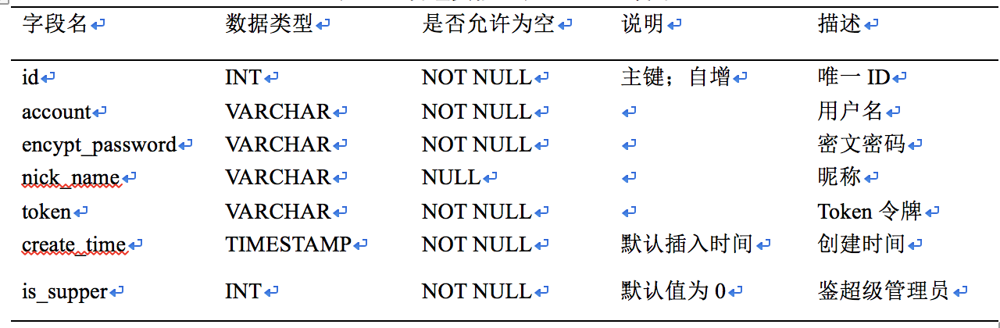 字段名 数据类型 是否允许为空 说明 描述
id INT NOT NULL 主键；自增 唯一 ID
account VARCHAR NOT NULL 用户名
encypt_password VARCHAR NOT NULL 密文密码
nick_name VARCHAR NULL 昵称
token VARCHAR NOT NULL Token 令牌
create_time TIMESTAMP NOT NULL 默认插入时间 创建时间
is_supper INT NOT NULL 默认值为 0 鉴超级管理员